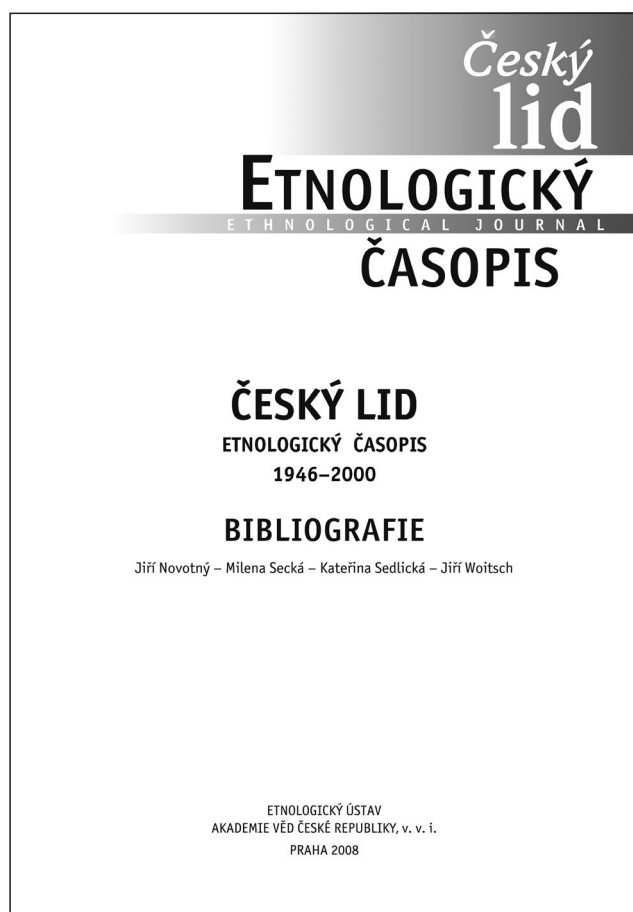 Český
lid
ETNOLOGICKÝ
ETHNOLOGICAL JOURNAL
ČASOPIS
ČESKÝ LID
ETNOLOGICKÝ ČASOPIS
1946–2000
BIBLIOGRAFIE
Jiří Novotný – Milena Secká – Kateřina Sedlická – Jiří Woitsch
ETNOLOGICKÝ ÚSTAV
AKADEMIE VĚD ČESKÉ REPUBLIKY, v. v. i.
PRAHA 2008